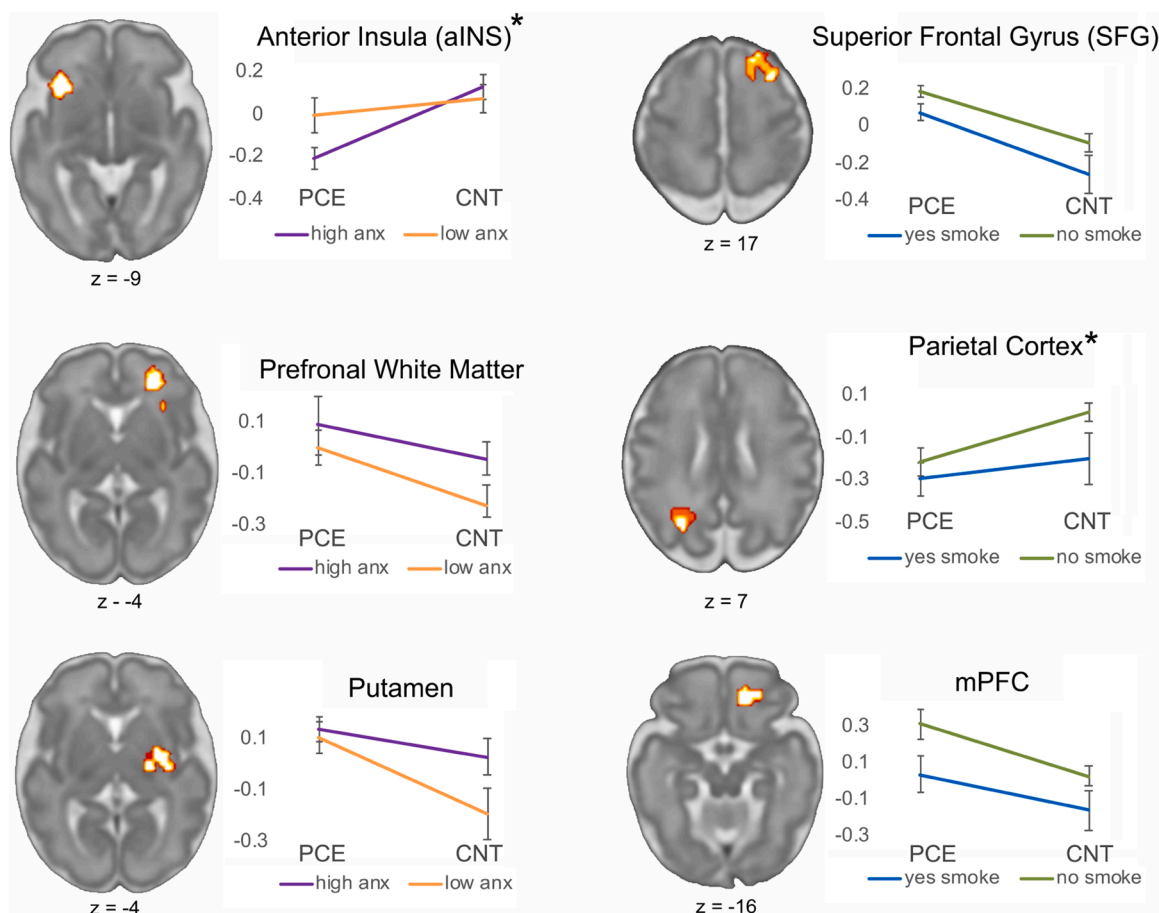 Anterior Insula (aINS)*
0.2
0
-0.2
-0.4
PCE CNT
high anx low anx
z = -9
Superior Frontal Gyrus (SFG)
0.2
0
-0.2
-0.4
PCE CNT
yes smoke no smoke
z = 17
Prefronal White Matter
0.1
-0.1
-0.3
PCE CNT
high anx low anx
z - -4
Parietal Cortex*
0.1
-0.1
-0.3
-0.5
PCE CNT
yes smoke no smoke
z = 7
Putamen
0.1
-0.1
-0.3
PCE CNT
high anx low anx
z = -4
mPFC
0.3
0.1
-0.1
-0.3
PCE CNT
yes smoke no smoke
z = -16